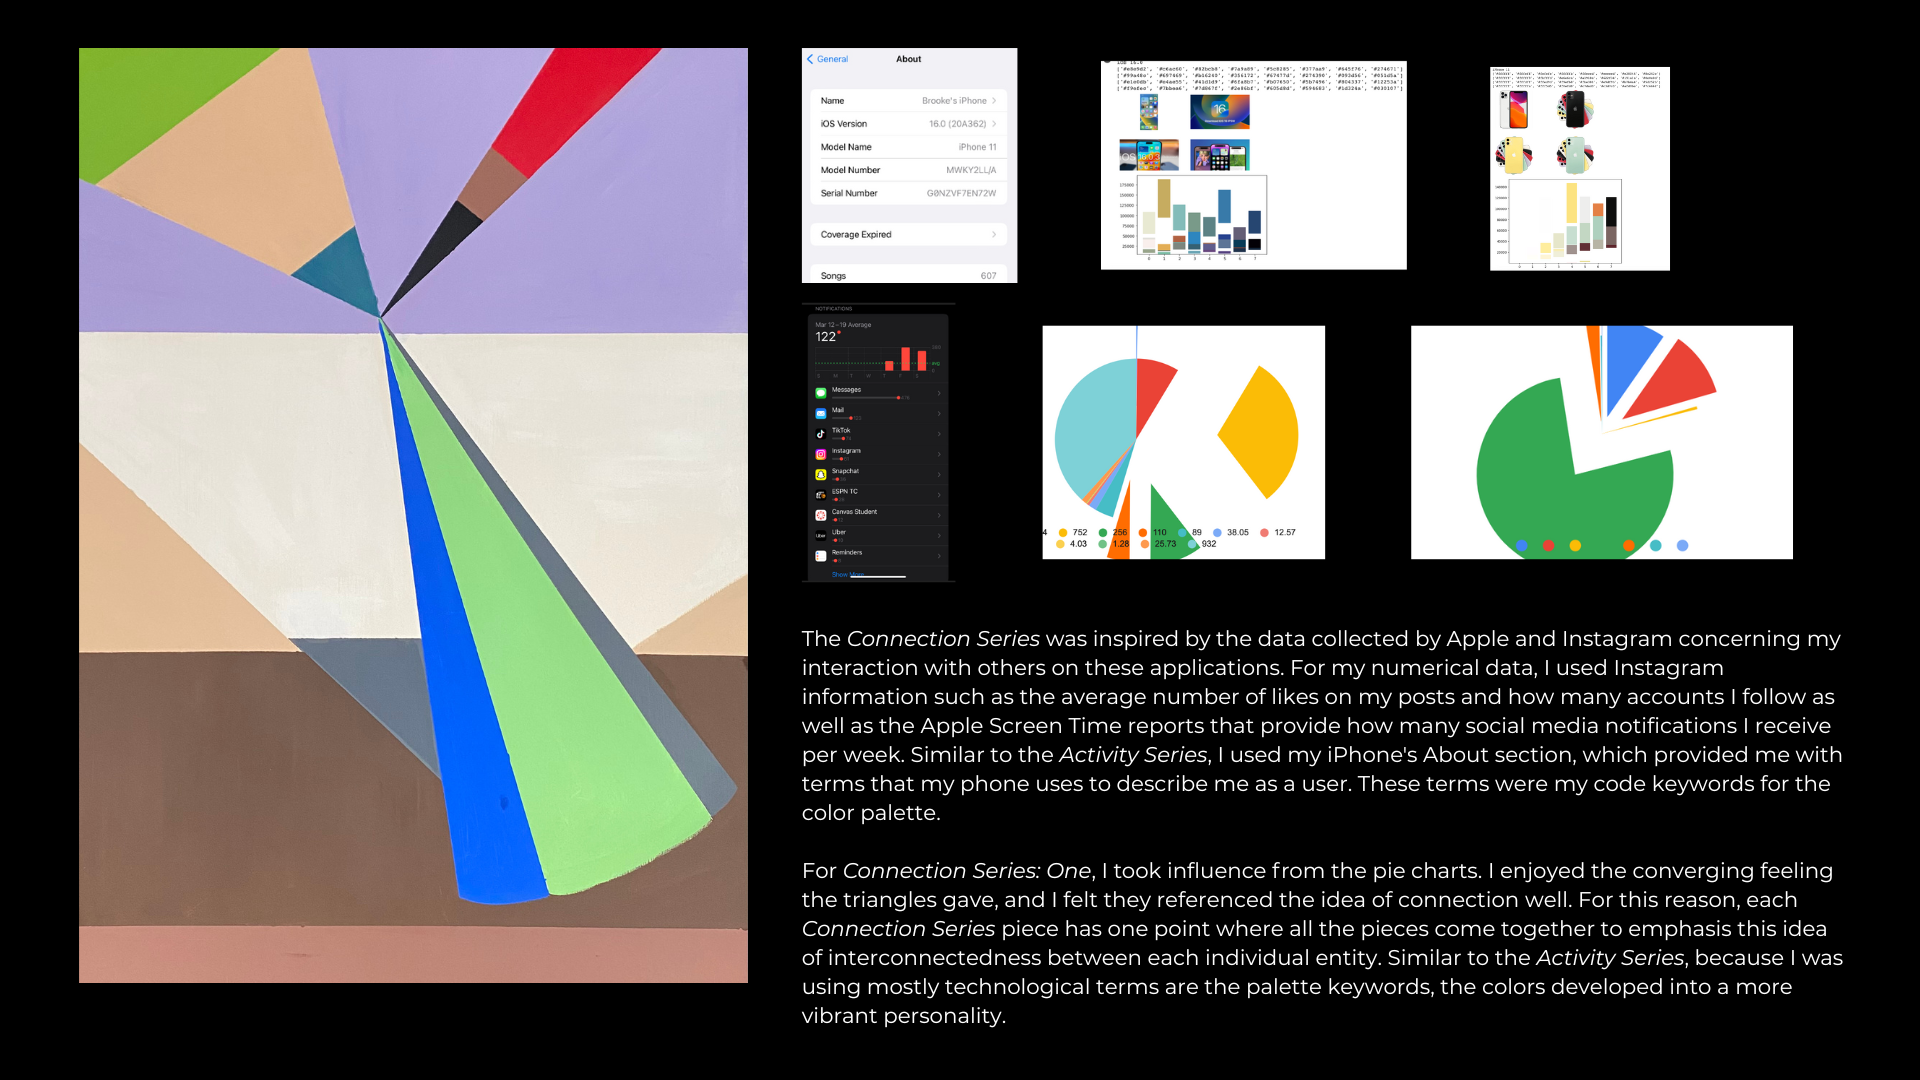 General
About
Name Brooke's iPhone
iOS Version 16.0 (20A362)
Model Name iPhone 11
Model Number MWKY2LL/A
Serial Number G0NZVF7EN72W
Coverage Expired
Songs 607
NOTIFICATIONS
Mar 12–19 Average
122
Messages
Mail
TikTok
Instagram
Snapchat
ESPN TC
Canvas Student
Uber
Reminders
Show More
4 752 256 110 89 38.05 12.57
4.03 1.28 25.73 932
The Connection Series was inspired by the data collected by Apple and Instagram concerning my
interaction with others on these applications. For my numerical data, I used Instagram
information such as the average number of likes on my posts and how many accounts I follow as
well as the Apple Screen Time reports that provide how many social media notifications I receive
per week. Similar to the Activity Series, I used my iPhone's About section, which provided me with
terms that my phone uses to describe me as a user. These terms were my code keywords for the
color palette.
For Connection Series: One, I took influence from the pie charts. I enjoyed the converging feeling
the triangles gave, and I felt they referenced the idea of connection well. For this reason, each
Connection Series piece has one point where all the pieces come together to emphasis this idea
of interconnectedness between each individual entity. Similar to the Activity Series, because I was
using mostly technological terms are the palette keywords, the colors developed into a more
vibrant personality.